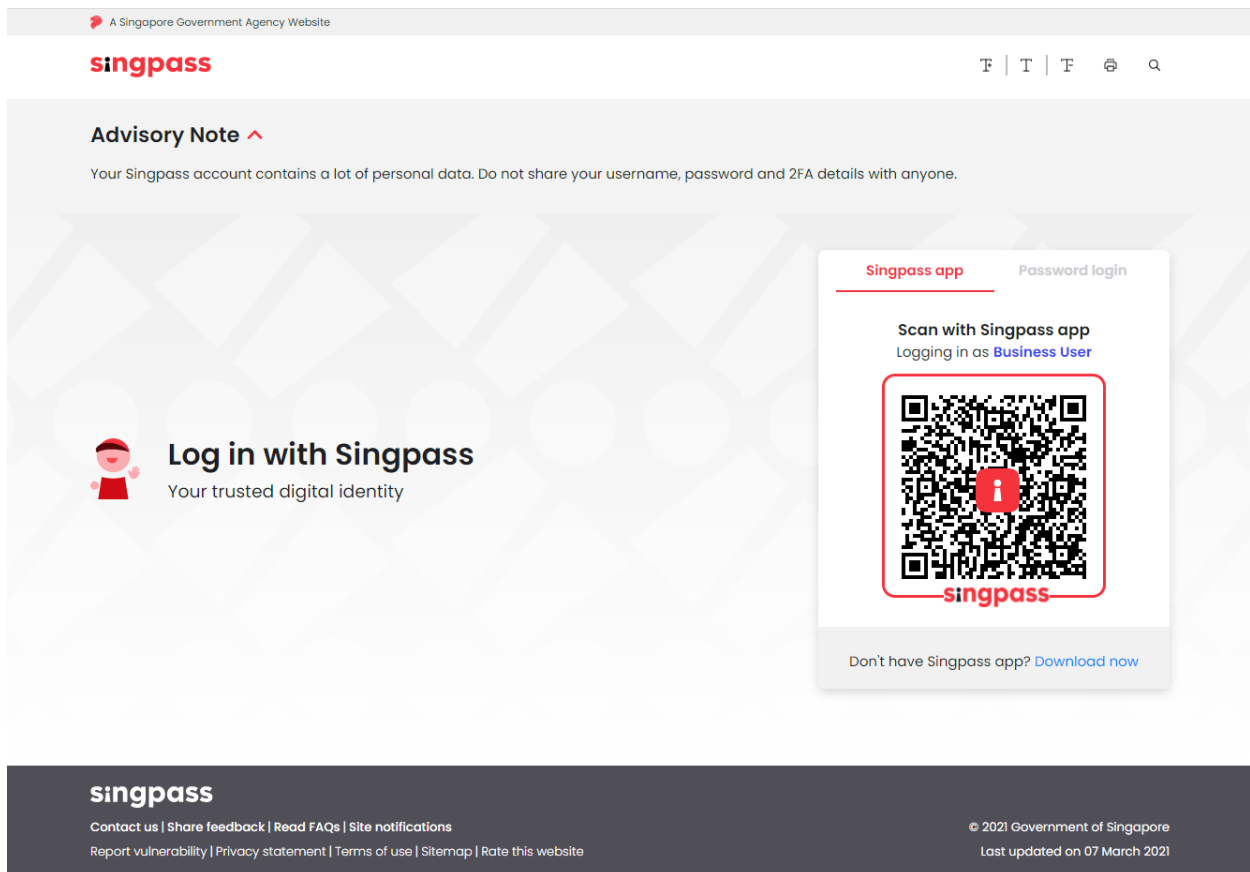 A Singapore Government Agency Website
singpass
Advisory Note
Your Singpass account contains a lot of personal data. Do not share your username, password and 2FA details with anyone.
Singpass app Password login
Scan with Singpass app
Logging in as Business User
Log in with Singpass
Your trusted digital identity
singpass
Don't have Singpass app? Download now
singpass
Contact us | Share feedback | Read FAQs | Site notifications
Report vulnerability | Privacy statement | Terms of use | Sitemap | Rate this website
© 2021 Government of Singapore
Last updated on 07 March 2021